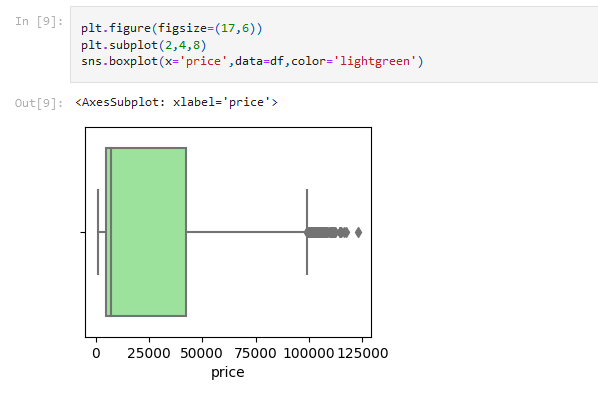 In [9]:
plt.figure(figsize=(17,6))
plt.subplot(2,4,8)
sns.boxplot(x='price',data=df,color='lightgreen')
Out[9]: <AxesSubplot: xlabel='price'>
0 25000 50000 75000 100000 125000
price